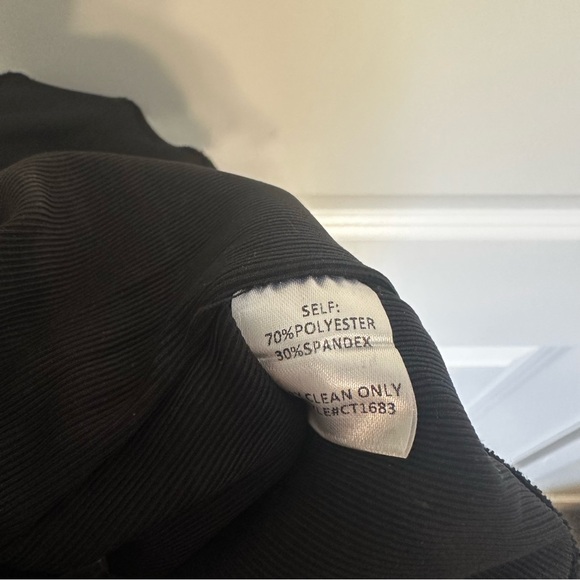 SELF:
70%POLYESTER
30%SPANDEX
CLEAN ONLY
LE#CT1683